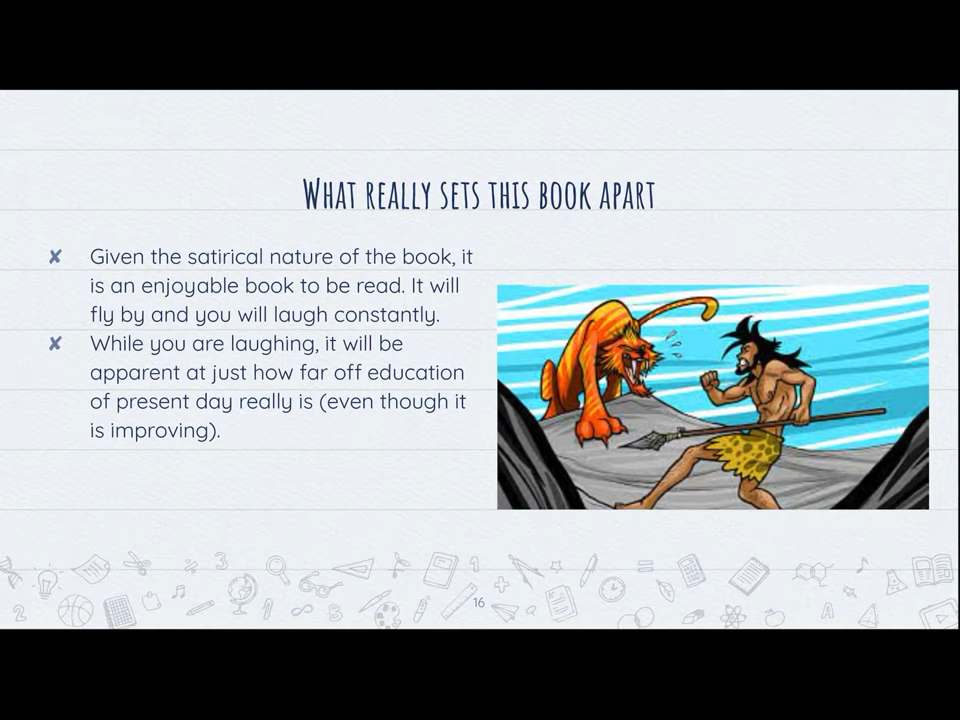 What really sets this book apart
✘ Given the satirical nature of the book, it
is an enjoyable book to be read. It will
fly by and you will laugh constantly.
✘ While you are laughing, it will be
apparent at just how far off education
of present day really is (even though it
is improving).
16